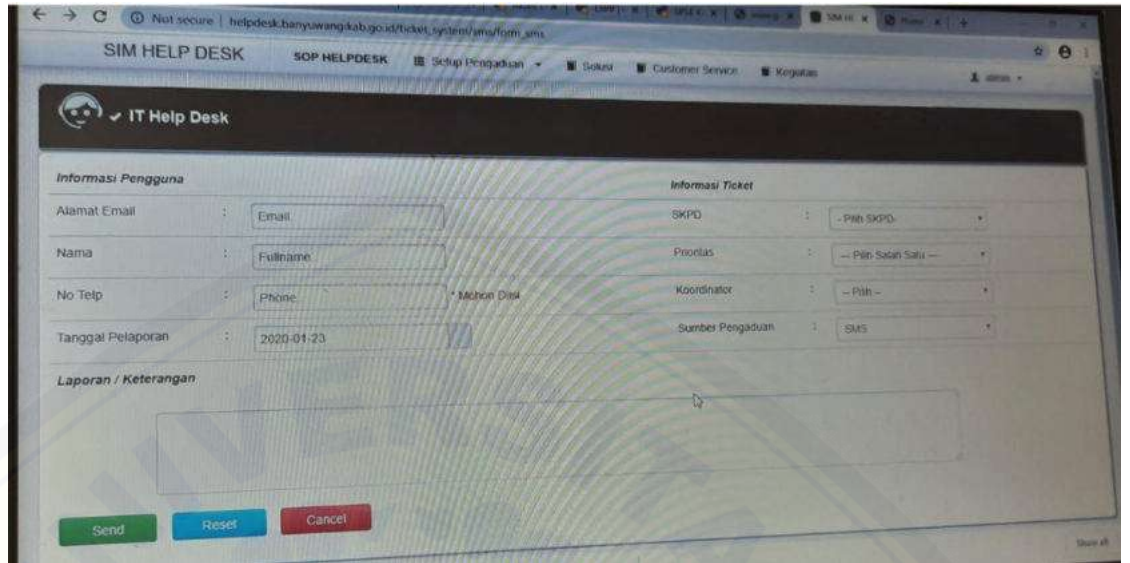 Not secure | helpdesk.banyuwangikab.go.id/ticket_system/sms/form_sms
SIM HELP DESK SOP HELPDESK Setup Pengaduan Solusi Customer Service Kegiatan admin
IT Help Desk
Informasi Pengguna
Informasi Ticket
Alamat Email : Email
SKPD : - Pilih SKPD-
Nama : Fullname
Prioritas : --- Pilih Salah Satu ---
No Telp : Phone * Mohon Diisi
Koordinator : -- Pilih --
Tanggal Pelaporan : 2020-01-23
Sumber Pengaduan : SMS
Laporan / Keterangan
Send Reset Cancel
Show all